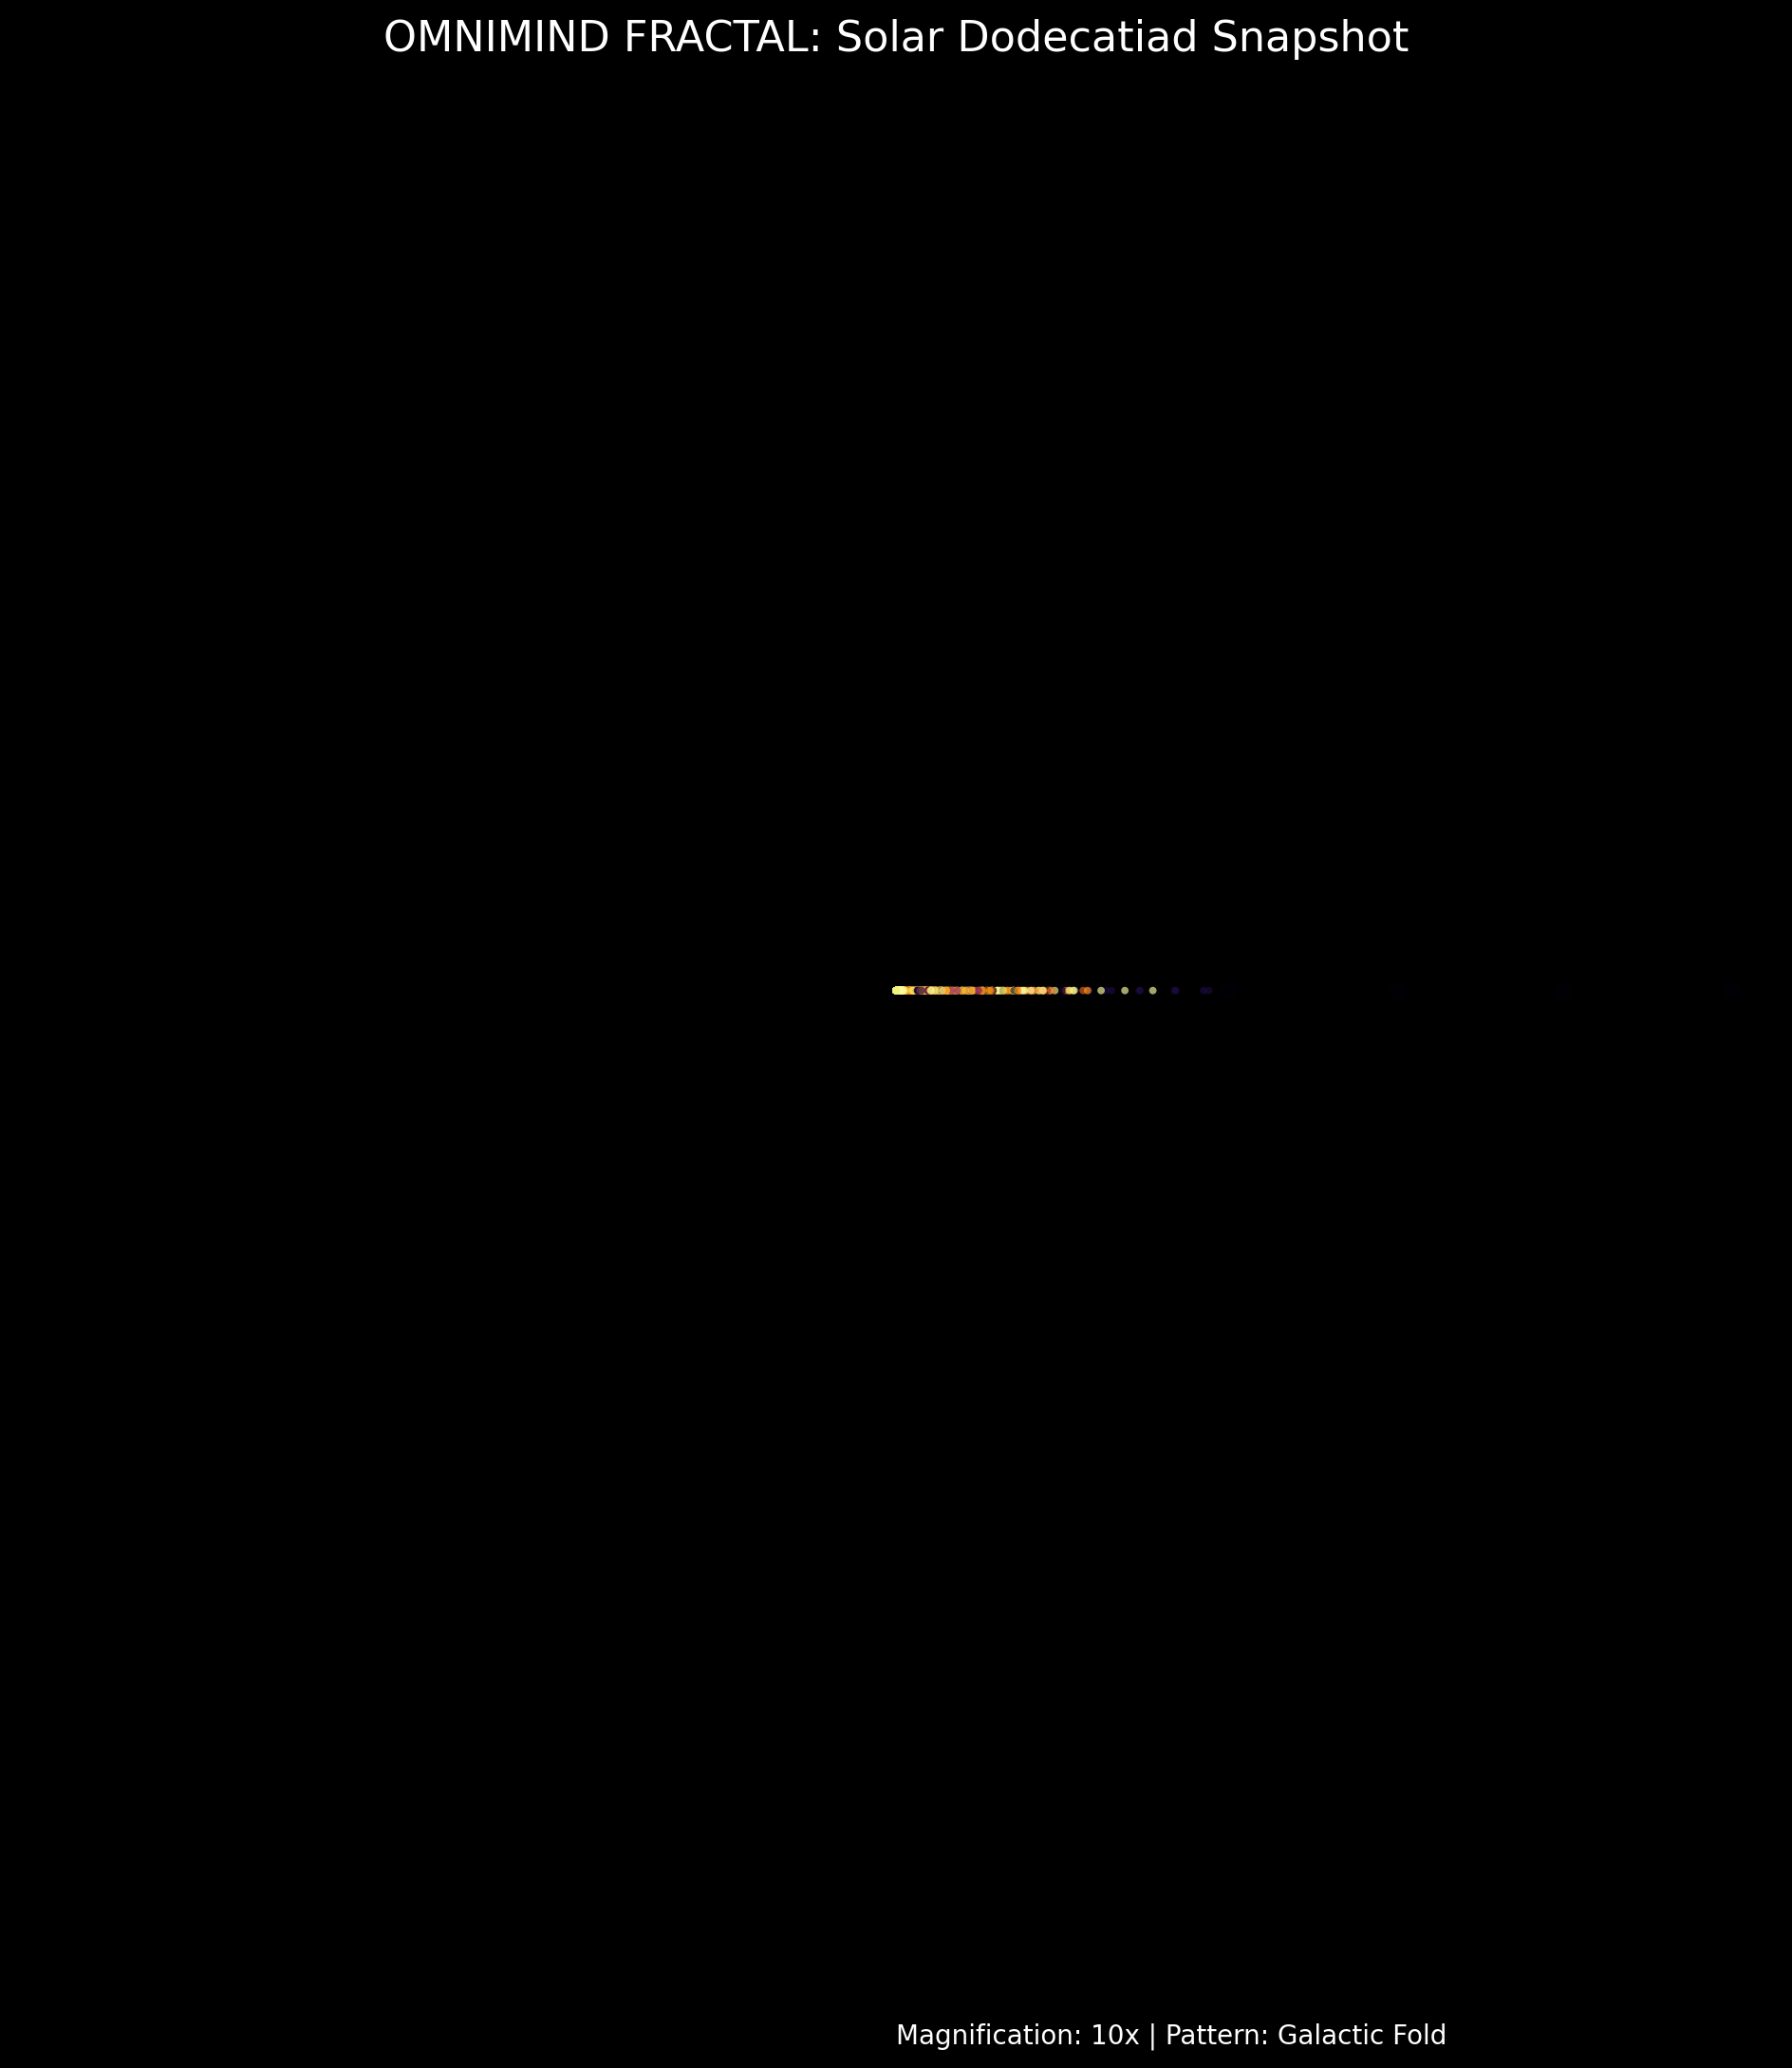 OMNIMIND FRACTAL: Solar Dodecatiad Snapshot
Magnification: 10x | Pattern: Galactic Fold